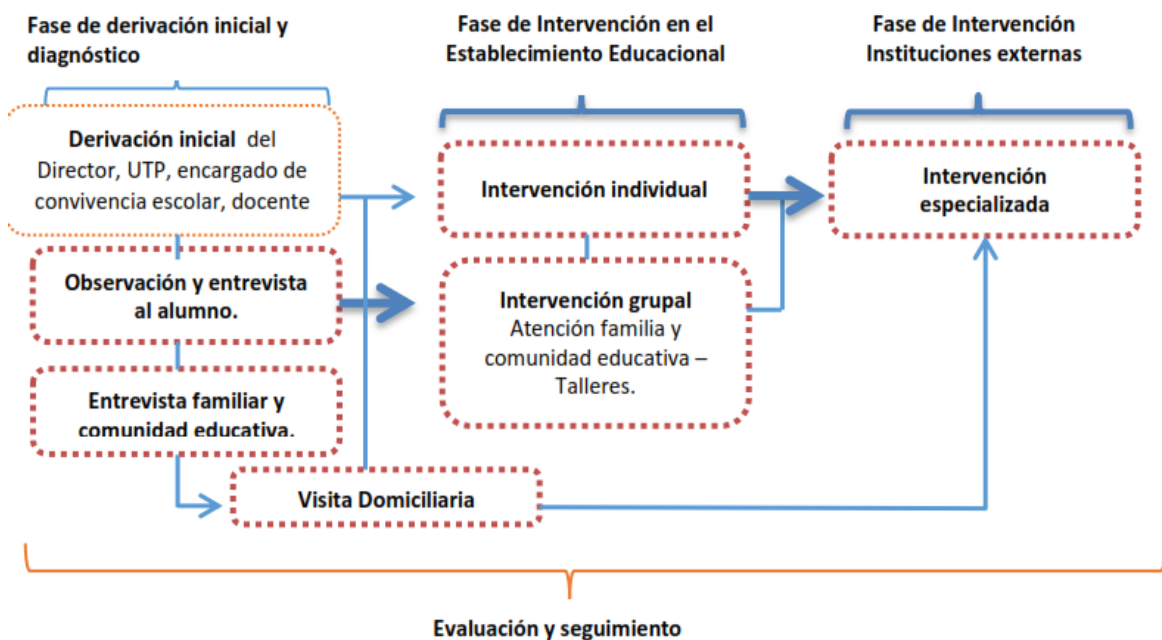 Fase de derivación inicial y
diagnóstico
Fase de Intervención en el
Establecimiento Educacional
Fase de Intervención
Instituciones externas
Derivación inicial del
Director, UTP, encargado de
convivencia escolar, docente
Observación y entrevista
al alumno.
Entrevista familiar y
comunidad educativa.
Visita Domiciliaria
Intervención individual
Intervención grupal
Atención familia y
comunidad educativa –
Talleres.
Intervención
especializada
Evaluación y seguimiento